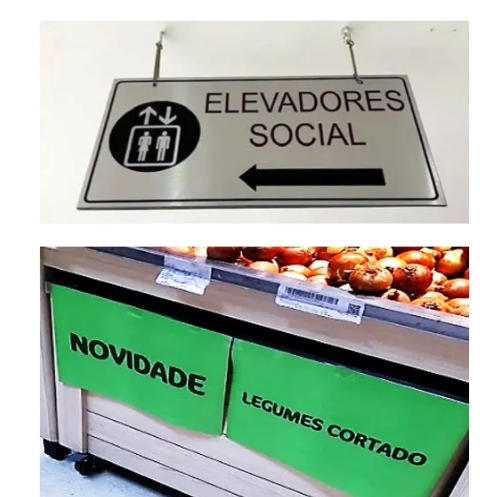 ELEVADORES
SOCIAL
NOVIDADE
LEGUMES CORTADO